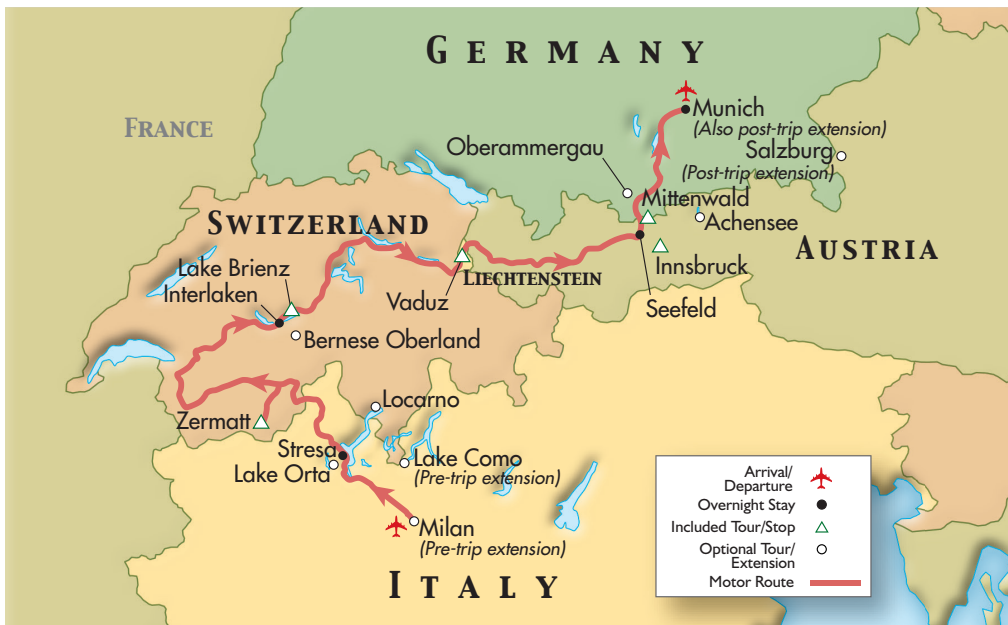 GERMANY
FRANCE
Munich
(Also post-trip extension)
Oberammergau
Salzburg
(Post-trip extension)
Mittenwald
Achensee
SWITZERLAND
AUSTRIA
Innsbruck
Lake Brienz
Interlaken
LIECHTENSTEIN
Vaduz
Seefeld
Bernese Oberland
Locarno
Zermatt
Stresa
Lake Orta
Lake Como
(Pre-trip extension)
Milan
(Pre-trip extension)
ITALY
Arrival/
Departure
Overnight Stay
Included Tour/Stop
Optional Tour/
Extension
Motor Route